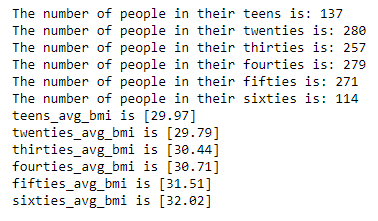 The number of people in their teens is: 137
The number of people in their twenties is: 280
The number of people in their thirties is: 257
The number of people in their fourties is: 279
The number of people in their fifties is: 271
The number of people in their sixties is: 114
teens_avg_bmi is [29.97]
twenties_avg_bmi is [29.79]
thirties_avg_bmi is [30.44]
fourties_avg_bmi is [30.71]
fifties_avg_bmi is [31.51]
sixties_avg_bmi is [32.02]